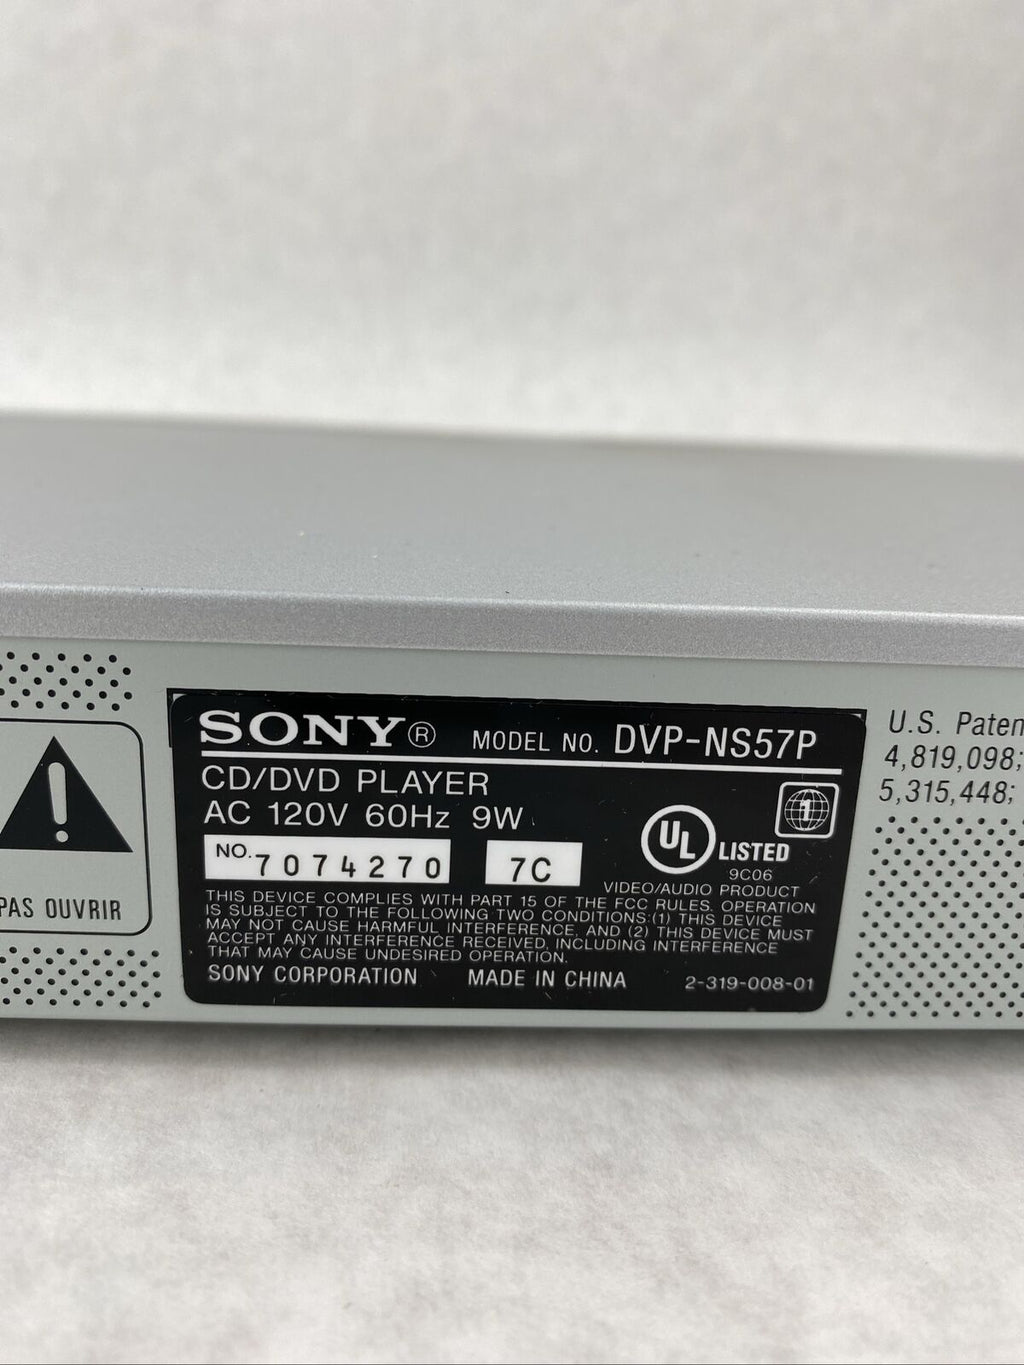 SONY® MODEL NO. DVP-NS57P
CD/DVD PLAYER
AC 120V 60Hz 9W
1
UL LISTED
9C06
VIDEO/AUDIO PRODUCT
NO. 7074270 7C
THIS DEVICE COMPLIES WITH PART 15 OF THE FCC RULES. OPERATION
IS SUBJECT TO THE FOLLOWING TWO CONDITIONS:(1) THIS DEVICE
MAY NOT CAUSE HARMFUL INTERFERENCE, AND (2) THIS DEVICE MUST
ACCEPT ANY INTERFERENCE RECEIVED, INCLUDING INTERFERENCE
THAT MAY CAUSE UNDESIRED OPERATION.
SONY CORPORATION MADE IN CHINA 2-319-008-01
PAS OUVRIR
U.S. Paten
4,819,098;
5,315,448;